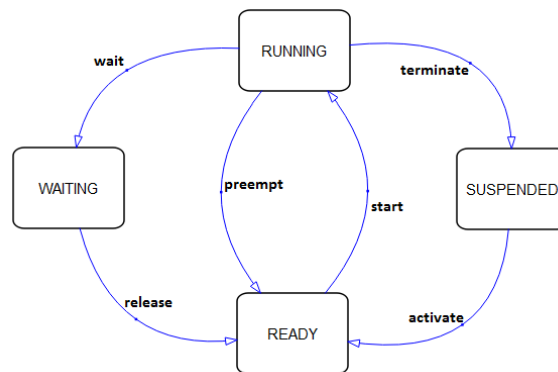 RUNNING
wait
terminate
WAITING
preempt
start
SUSPENDED
release
READY
activate